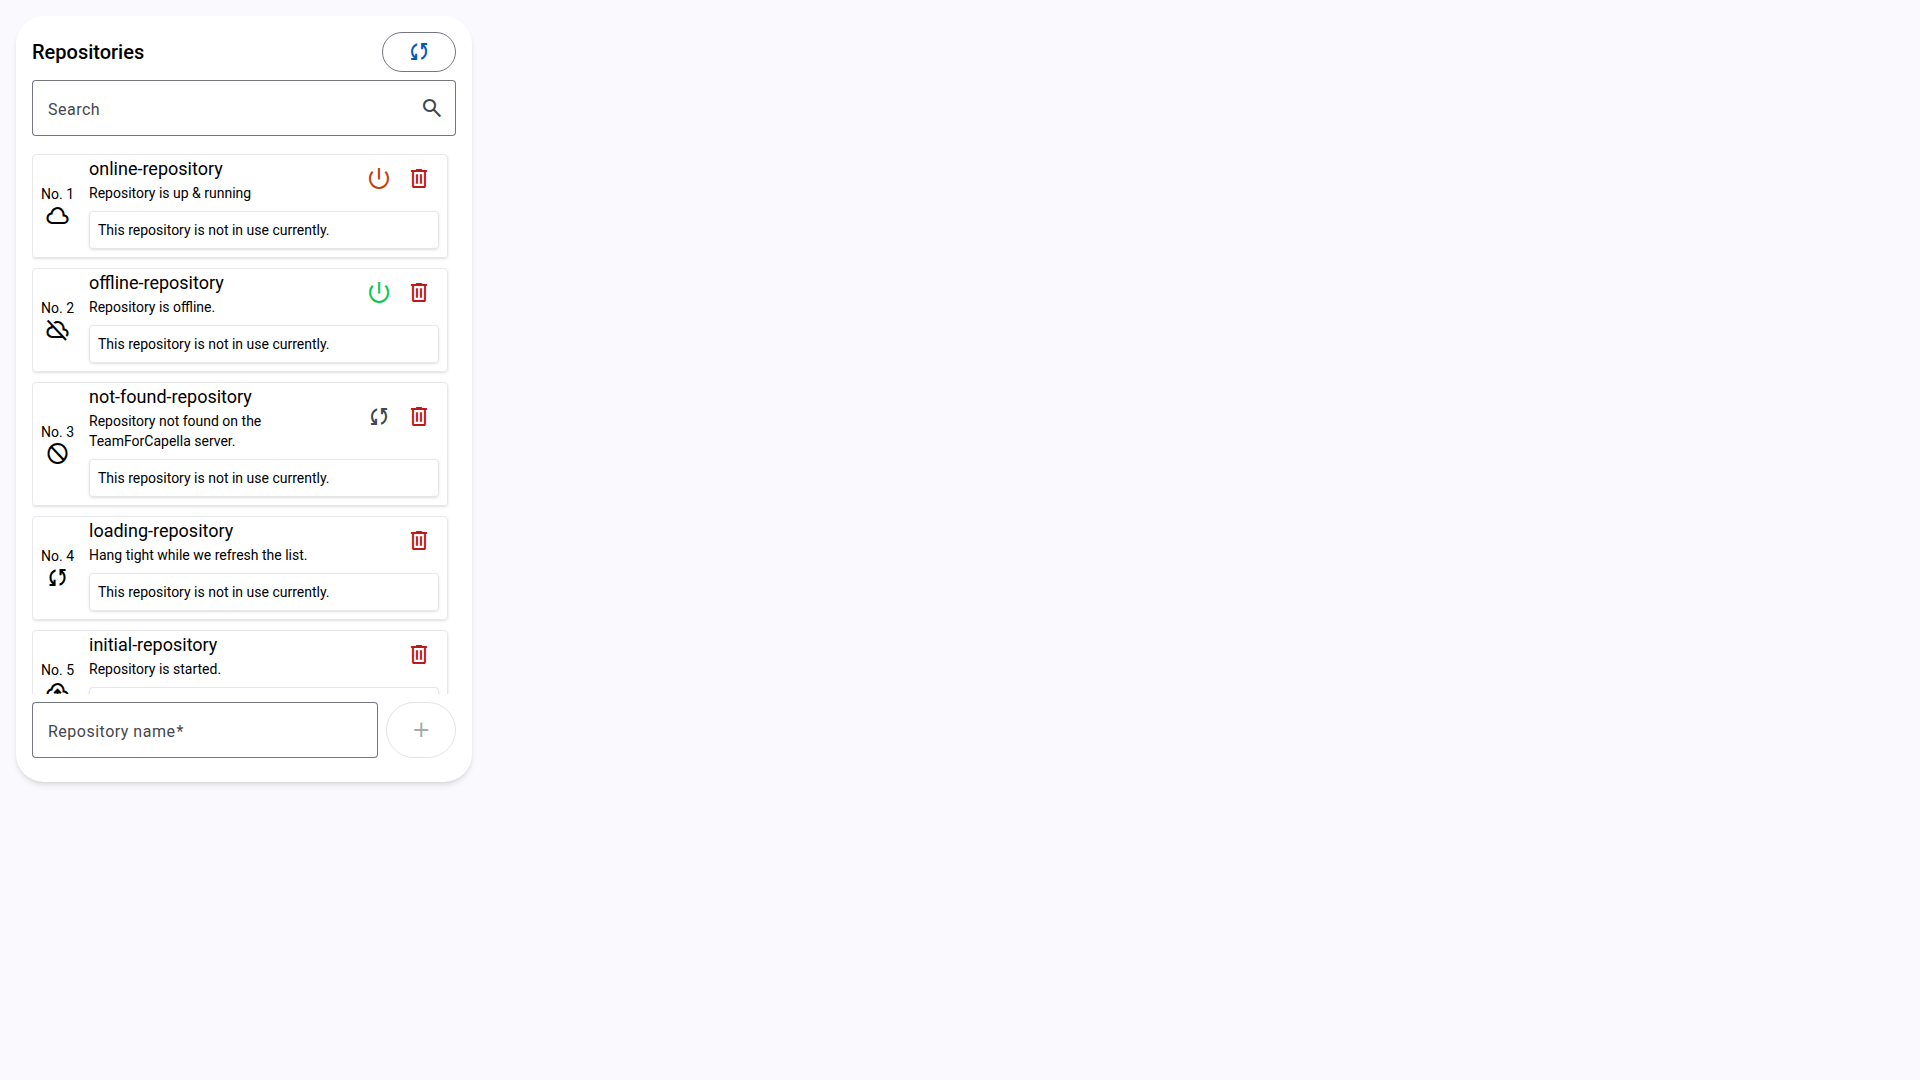 Repositories
Search
online-repository
Repository is up & running
No. 1
This repository is not in use currently.
offline-repository
Repository is offline.
No. 2
This repository is not in use currently.
not-found-repository
Repository not found on the
TeamForCapella server.
No. 3
This repository is not in use currently.
loading-repository
Hang tight while we refresh the list.
No. 4
This repository is not in use currently.
initial-repository
Repository is started.
No. 5
Repository name*